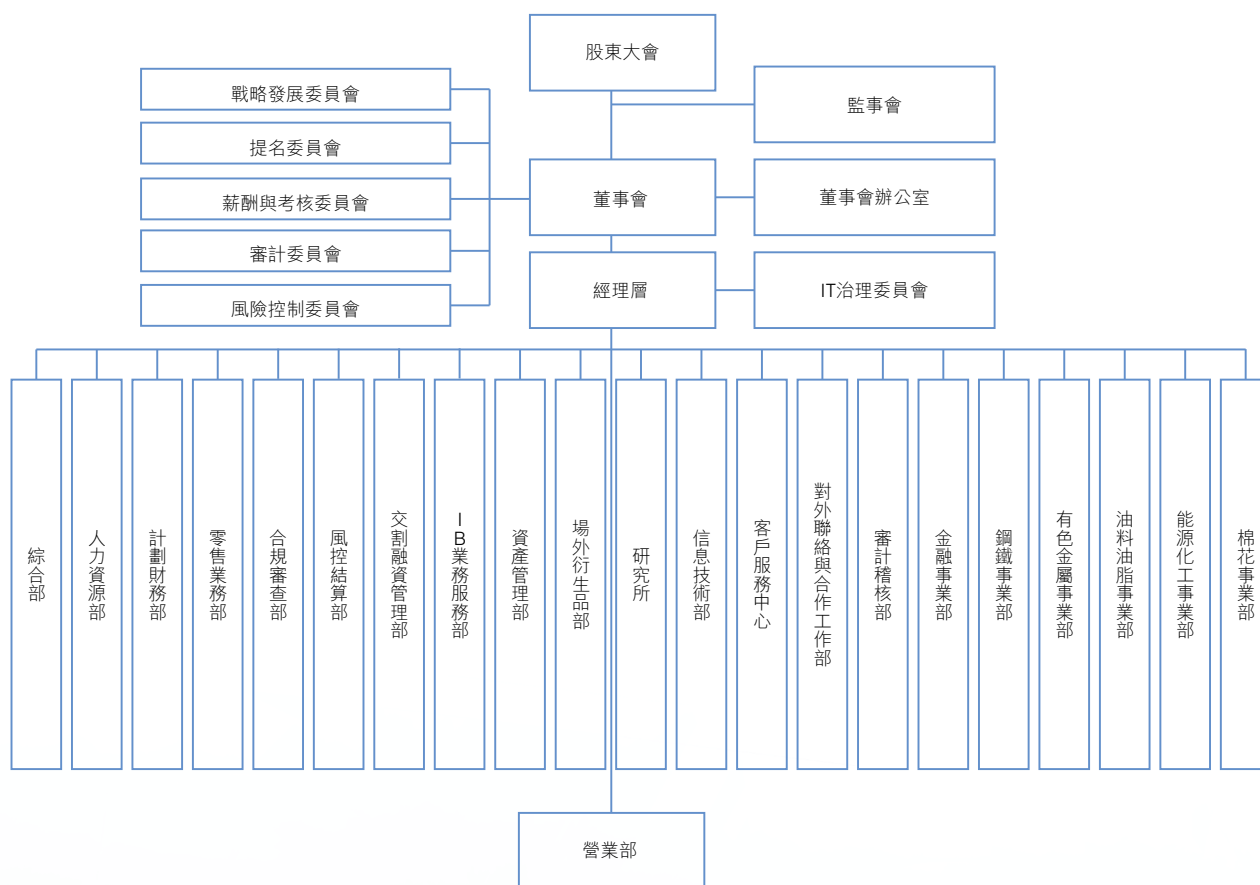 股東大會
監事會
戰略發展委員會
提名委員會
薪酬與考核委員會
審計委員會
風險控制委員會
董事會
董事會辦公室
經理層
IT治理委員會
綜合部
人力資源部
計劃財務部
零售業務部
合規審查部
風控結算部
交割融資管理部
IB業務服務部
資產管理部
場外衍生品部
研究所
信息技術部
客戶服務中心
對外聯絡與合作工作部
審計稽核部
金融事業部
鋼鐵事業部
有色金屬事業部
油料油脂事業部
能源化工事業部
棉花事業部
營業部